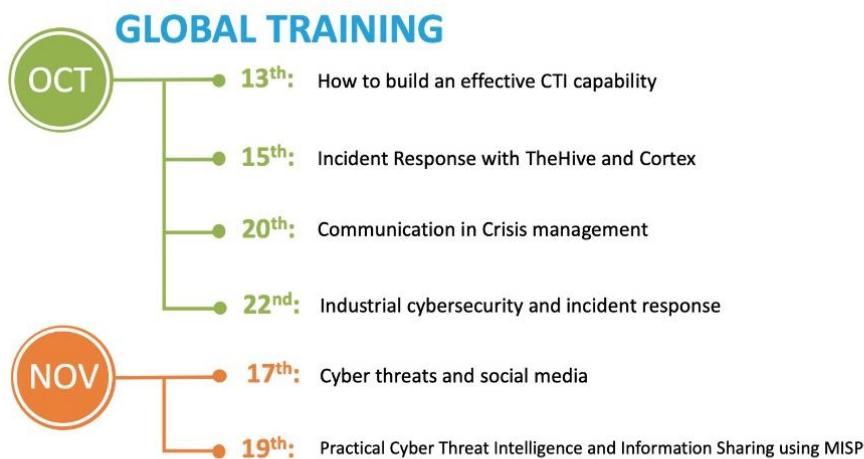 GLOBAL TRAINING
OCT
13th: How to build an effective CTI capability
15th: Incident Response with TheHive and Cortex
20th: Communication in Crisis management
22nd: Industrial cybersecurity and incident response
NOV
17th: Cyber threats and social media
19th: Practical Cyber Threat Intelligence and Information Sharing using MISP